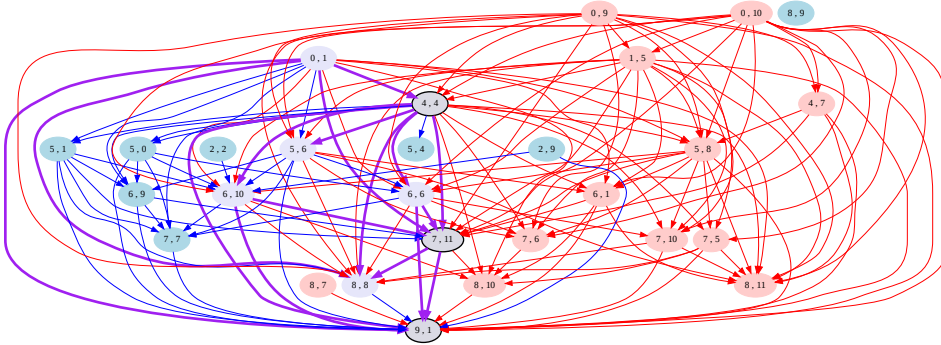 0 , 9 0 , 10 8 , 9
0 , 1 1 , 5
4 , 4 4 , 7
5 , 1 5 , 0 2 , 2 5 , 6 5 , 4 2 , 9 5 , 8
6 , 9 6 , 10 6 , 6 6 , 1
7 , 7 7 , 11 7 , 6 7 , 10 7 , 5
8 , 7 8 , 8 8 , 10 8 , 11
9 , 1